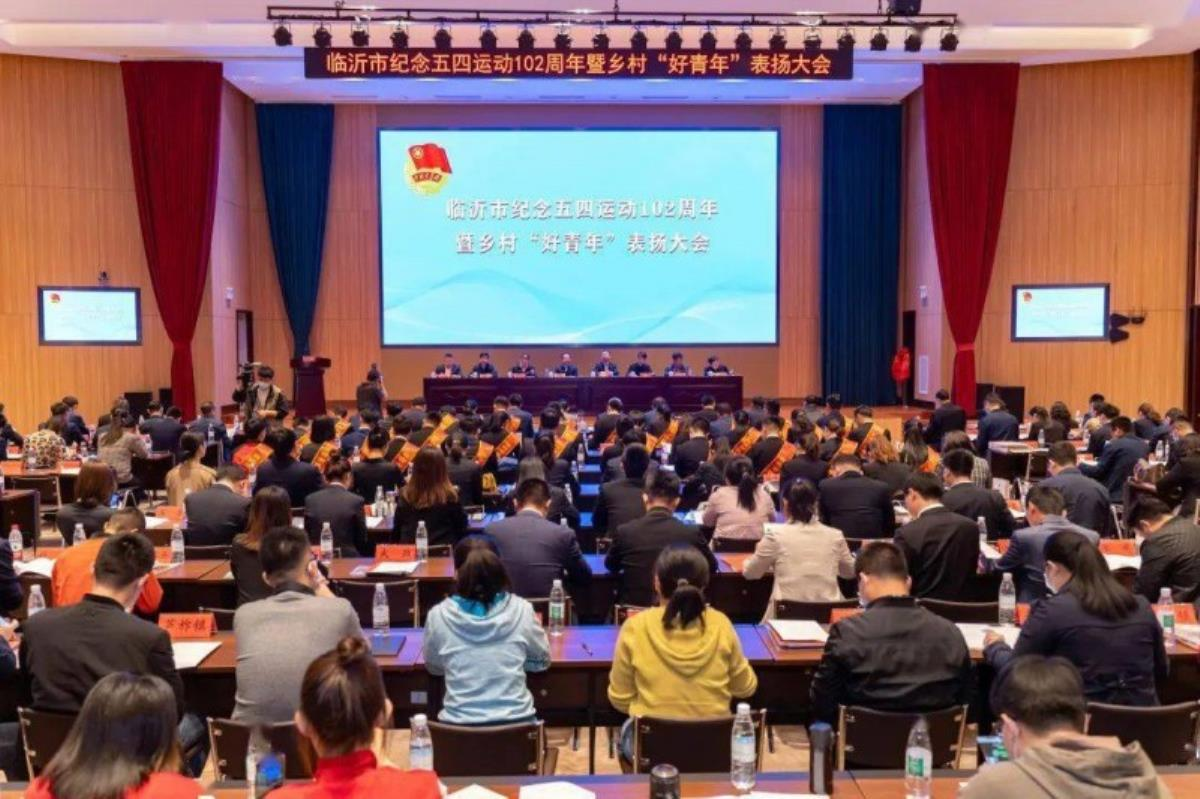 临沂市纪念五四运动102周年暨乡村“好青年”表扬大会
临沂市纪念五四运动102周年
暨乡村“好青年”表扬大会